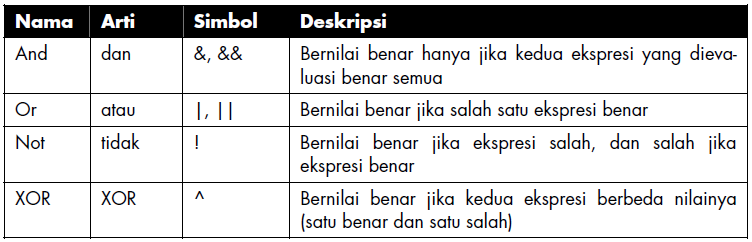 Nama Arti Simbol Deskripsi
And dan &, && Bernilai benar hanya jika kedua ekspresi yang dieva-
luasi benar semua
Or atau |, || Bernilai benar jika salah satu ekspresi benar
Not tidak ! Bernilai benar jika ekspresi salah, dan salah jika
ekspresi benar
XOR XOR ^ Bernilai benar jika kedua ekspresi berbeda nilainya
(satu benar dan satu salah)